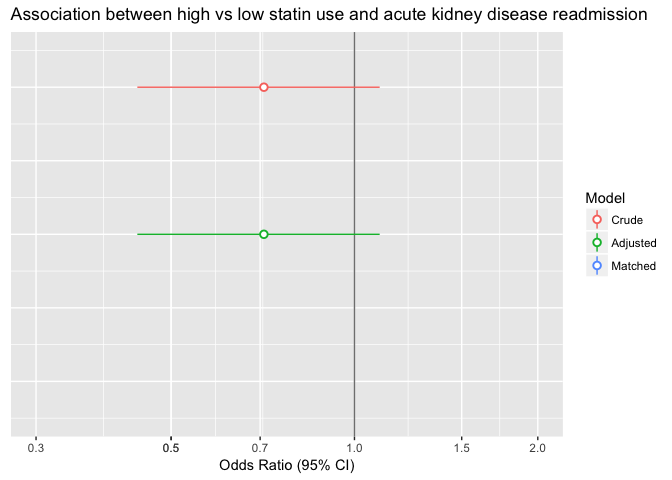 Association between high vs low statin use and acute kidney disease readmission
Model
Crude
Adjusted
Matched
0.3 0.5 0.7 1.0 1.5 2.0
Odds Ratio (95% CI)